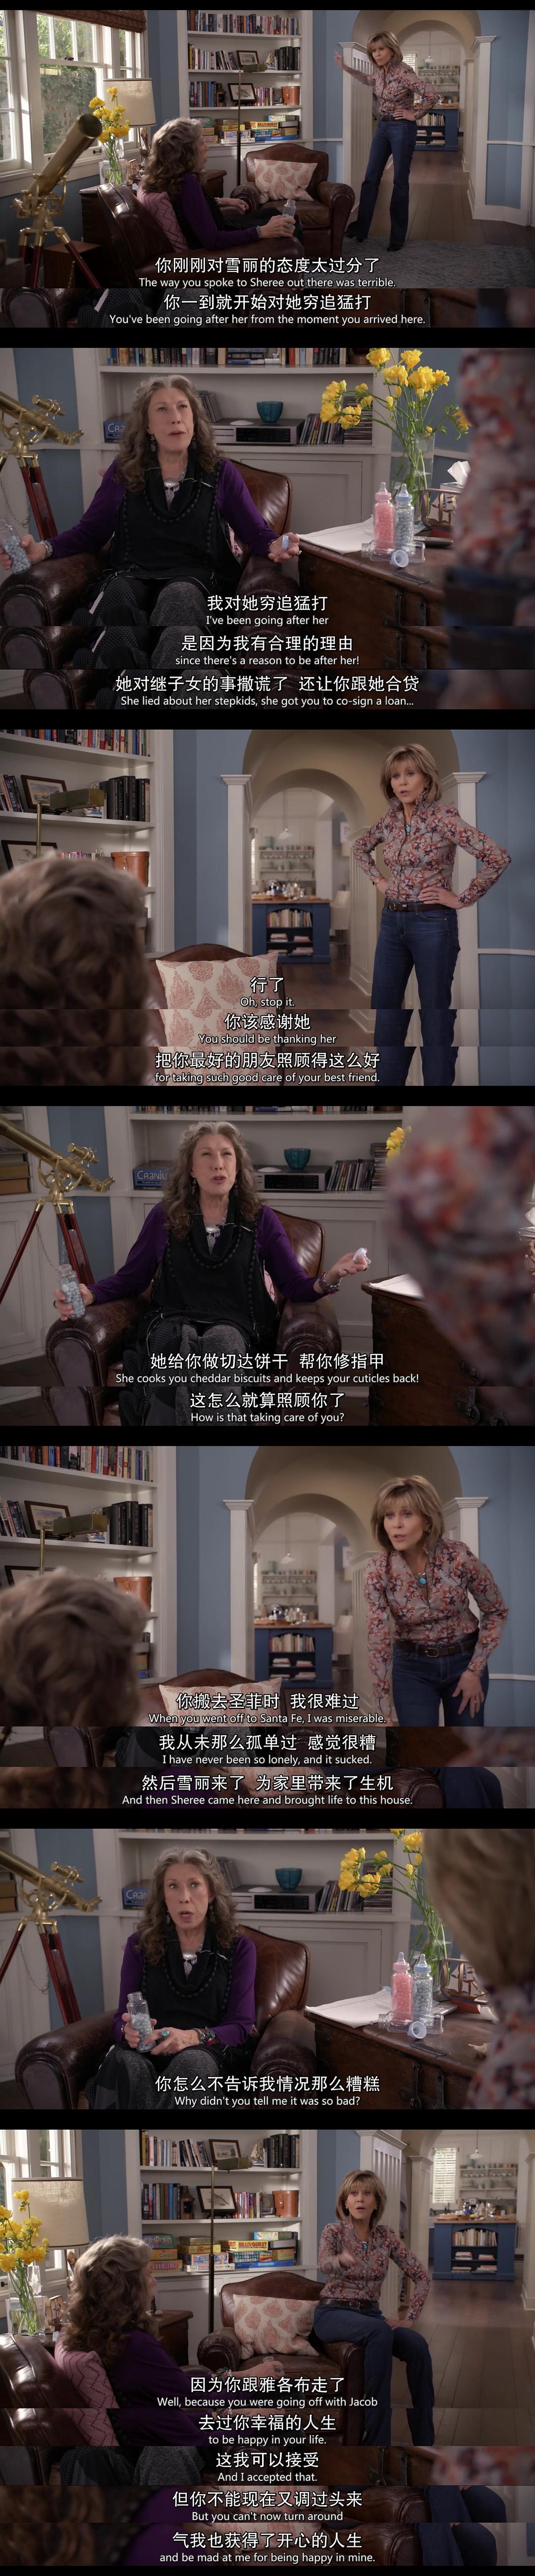 你刚刚对雪丽的态度太过分了
The way you spoke to Sheree out there was terrible.
你一到就开始对她穷追猛打
You've been going after her from the moment you arrived here.
我对她穷追猛打
I've been going after her
是因为我有合理的理由
since there's a reason to be after her!
她对继子女的事撒谎了 还让你跟她合贷
She lied about her stepkids, she got you to co-sign a loan...
行了
Oh, stop it.
你该感谢她
You should be thanking her
把你最好的朋友照顾得这么好
for taking such good care of your best friend.
她给你做切达饼干 帮你修指甲
She cooks you cheddar biscuits and keeps your cuticles back!
这怎么就算照顾你了
How is that taking care of you?
你搬去圣菲时 我很难过
When you went off to Santa Fe, I was miserable.
我从未那么孤单过 感觉很糟
I have never been so lonely, and it sucked.
然后雪丽来了 为家里带来了生机
And then Sheree came here and brought life to this house.
你怎么不告诉我情况那么糟糕
Why didn't you tell me it was so bad?
因为你跟雅各布走了
Well, because you were going off with Jacob
去过你幸福的人生
to be happy in your life.
这我可以接受
And I accepted that.
但你不能现在又调过头来
But you can't now turn around
气我也获得了开心的人生
and be mad at me for being happy in mine.